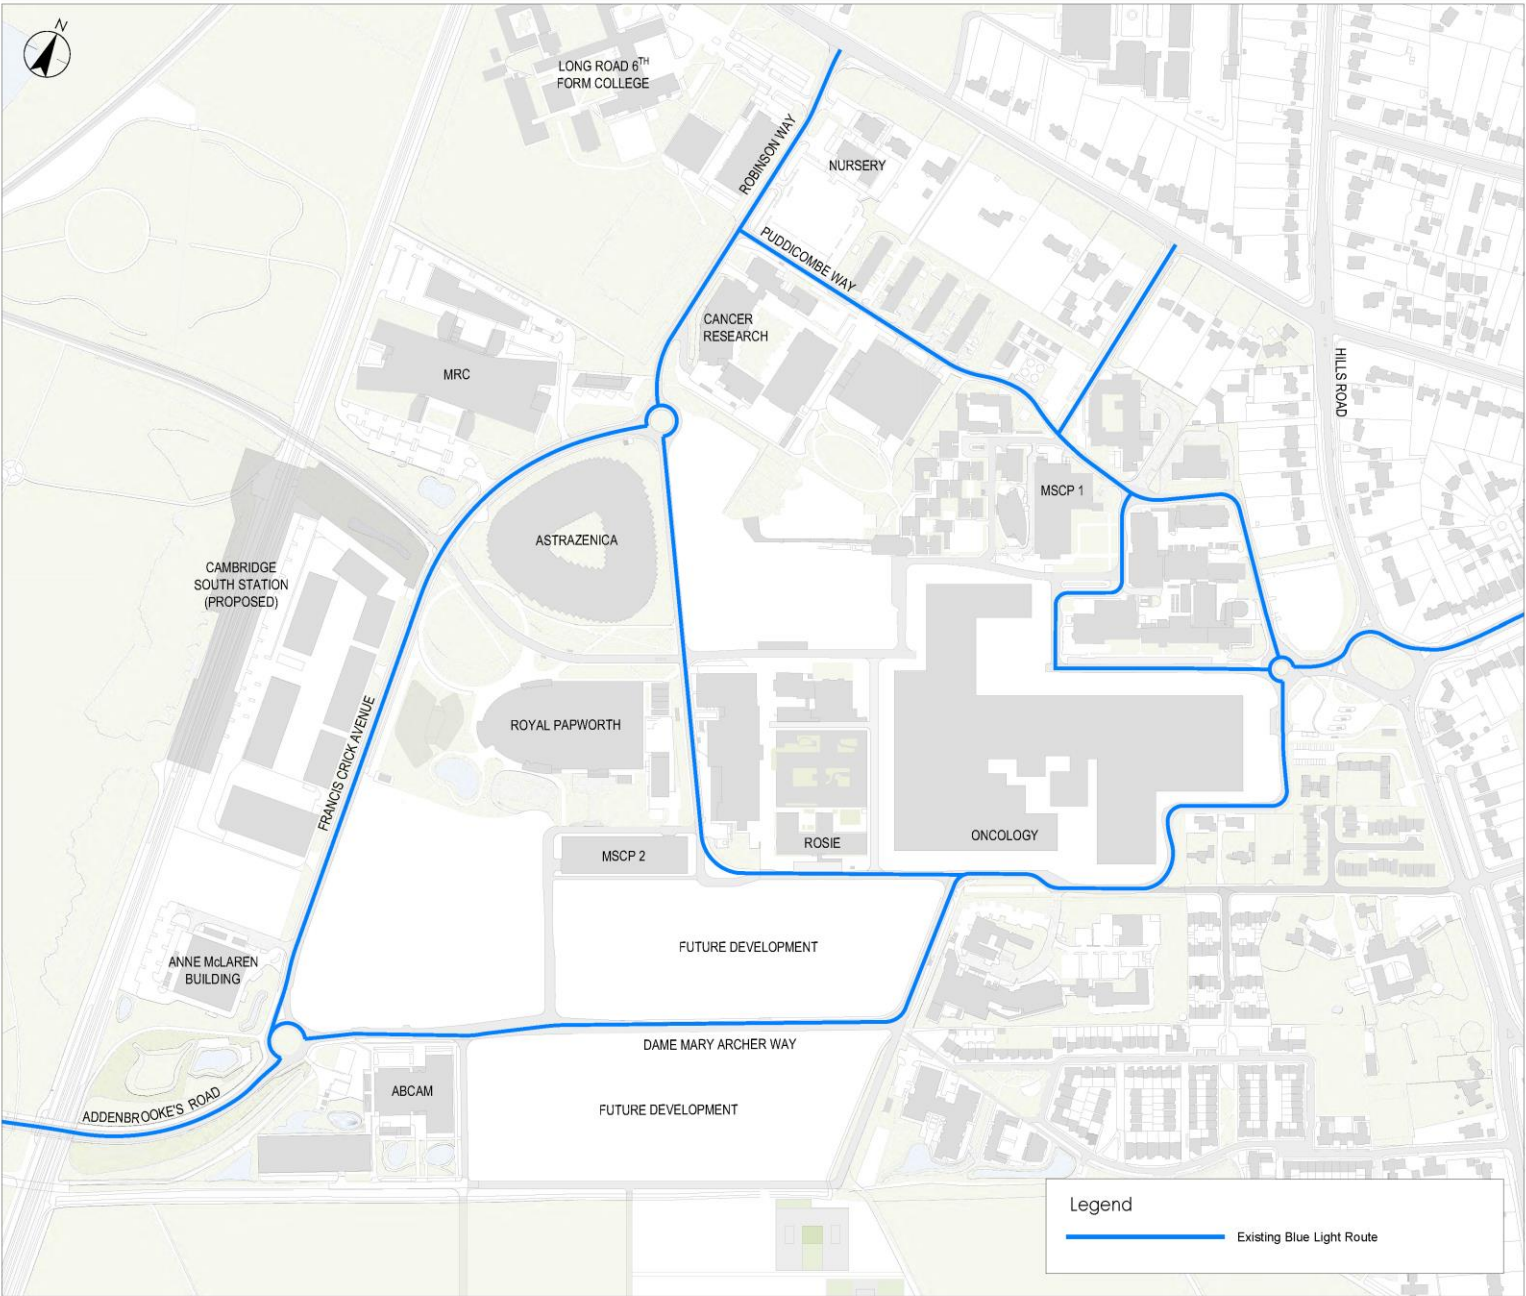 N
LONG ROAD 6TH
FORM COLLEGE
ROBINSON WAY
NURSERY
PUDDICOMBE WAY
CANCER
RESEARCH
MRC
HILLS ROAD
MSCP 1
ASTRAZENICA
CAMBRIDGE
SOUTH STATION
(PROPOSED)
FRANCIS CRICK AVENUE
ROYAL PAPWORTH
MSCP 2
ROSIE
ONCOLOGY
FUTURE DEVELOPMENT
ANNE McLAREN
BUILDING
DAME MARY ARCHER WAY
ADDENBROOKE'S ROAD
ABCAM
FUTURE DEVELOPMENT
Legend
Existing Blue Light Route